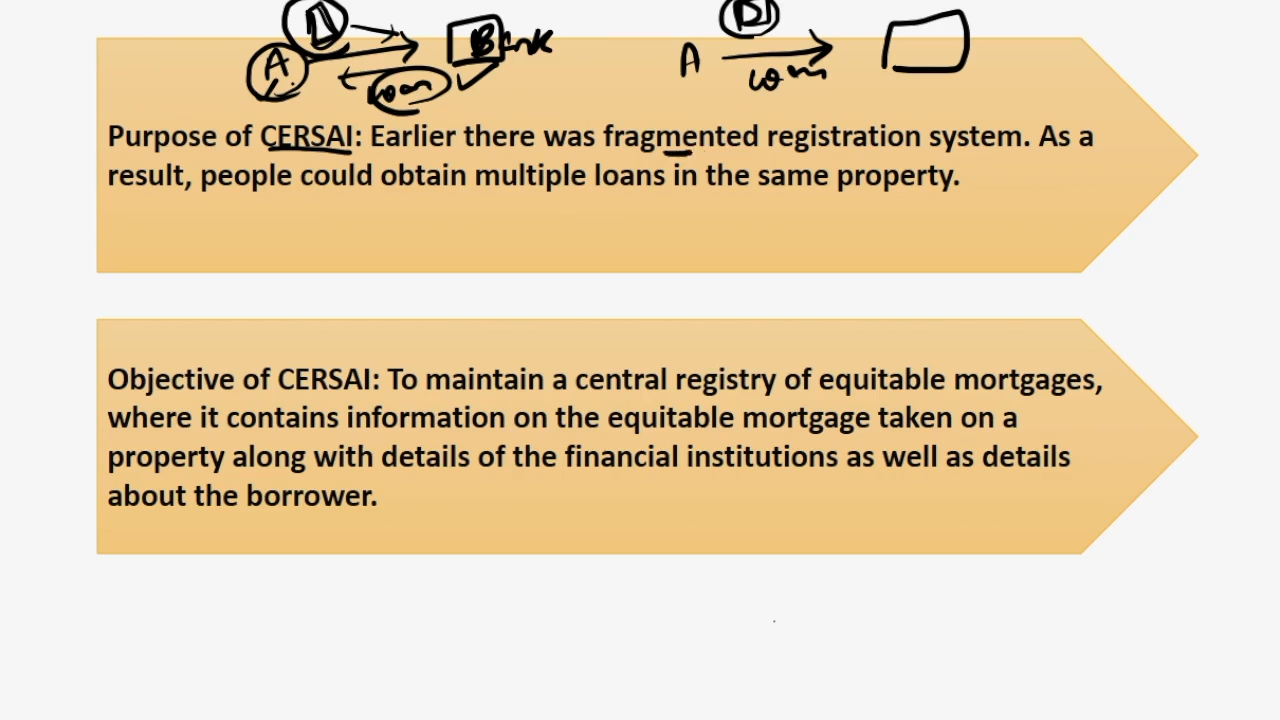 A Bank
loan
A loan
Purpose of CERSAI: Earlier there was fragmented registration system. As a
result, people could obtain multiple loans in the same property.
Objective of CERSAI: To maintain a central registry of equitable mortgages,
where it contains information on the equitable mortgage taken on a
property along with details of the financial institutions as well as details
about the borrower.